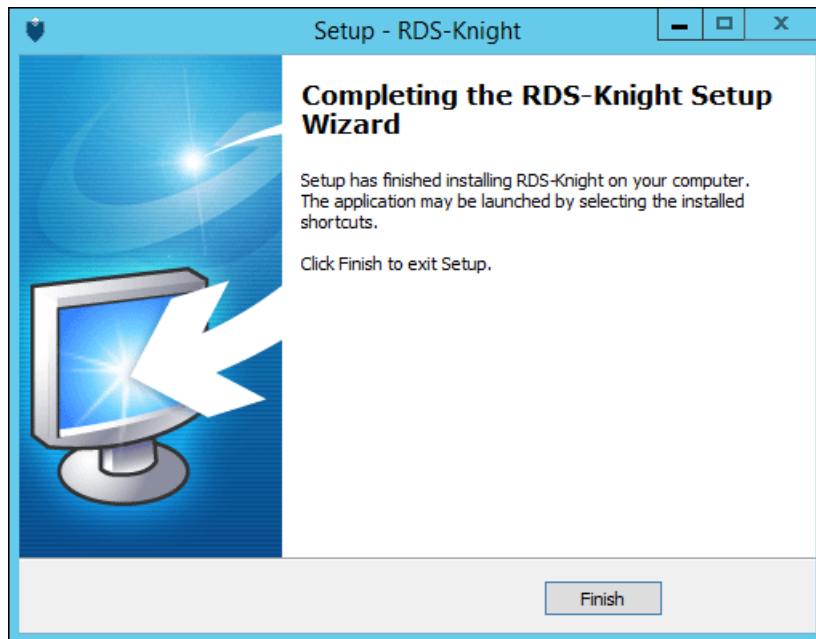 Setup - RDS-Knight
Completing the RDS-Knight Setup
Wizard
Setup has finished installing RDS-Knight on your computer.
The application may be launched by selecting the installed
shortcuts.
Click Finish to exit Setup.
Finish